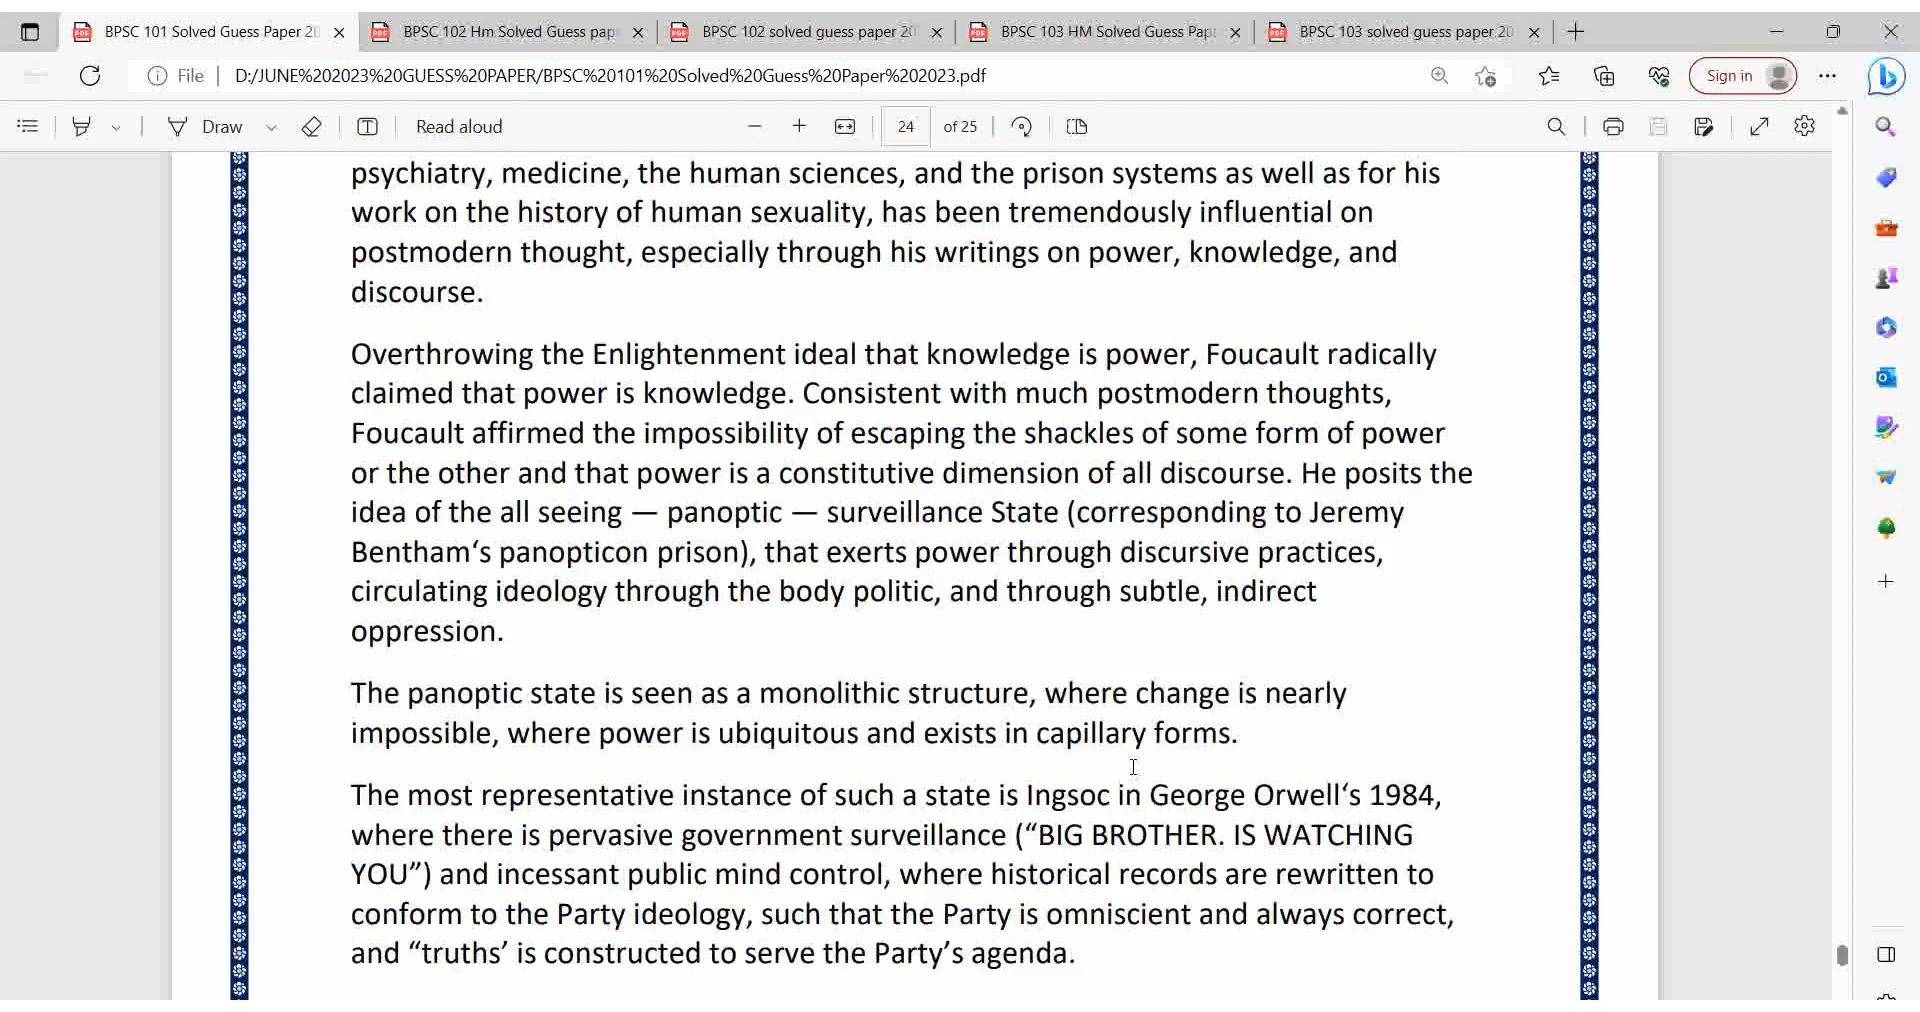 BPSC 101 Solved Guess Paper 20
BPSC 102 Hm Solved Guess pap
BPSC 102 solved guess paper 20
BPSC 103 HM Solved Guess Pap
BPSC 103 solved guess paper 20
File
D:/JUNE%202023%20GUESS%20PAPER/BPSC%20101%20Solved%20Guess%20Paper%202023.pdf
Sign in
Draw
Read aloud
24 of 25
psychiatry, medicine, the human sciences, and the prison systems as well as for his
work on the history of human sexuality, has been tremendously influential on
postmodern thought, especially through his writings on power, knowledge, and
discourse.
Overthrowing the Enlightenment ideal that knowledge is power, Foucault radically
claimed that power is knowledge. Consistent with much postmodern thoughts,
Foucault affirmed the impossibility of escaping the shackles of some form of power
or the other and that power is a constitutive dimension of all discourse. He posits the
idea of the all seeing — panoptic — surveillance State (corresponding to Jeremy
Bentham‘s panopticon prison), that exerts power through discursive practices,
circulating ideology through the body politic, and through subtle, indirect
oppression.
The panoptic state is seen as a monolithic structure, where change is nearly
impossible, where power is ubiquitous and exists in capillary forms.
The most representative instance of such a state is Ingsoc in George Orwell‘s 1984,
where there is pervasive government surveillance (“BIG BROTHER. IS WATCHING
YOU”) and incessant public mind control, where historical records are rewritten to
conform to the Party ideology, such that the Party is omniscient and always correct,
and “truths’ is constructed to serve the Party’s agenda.